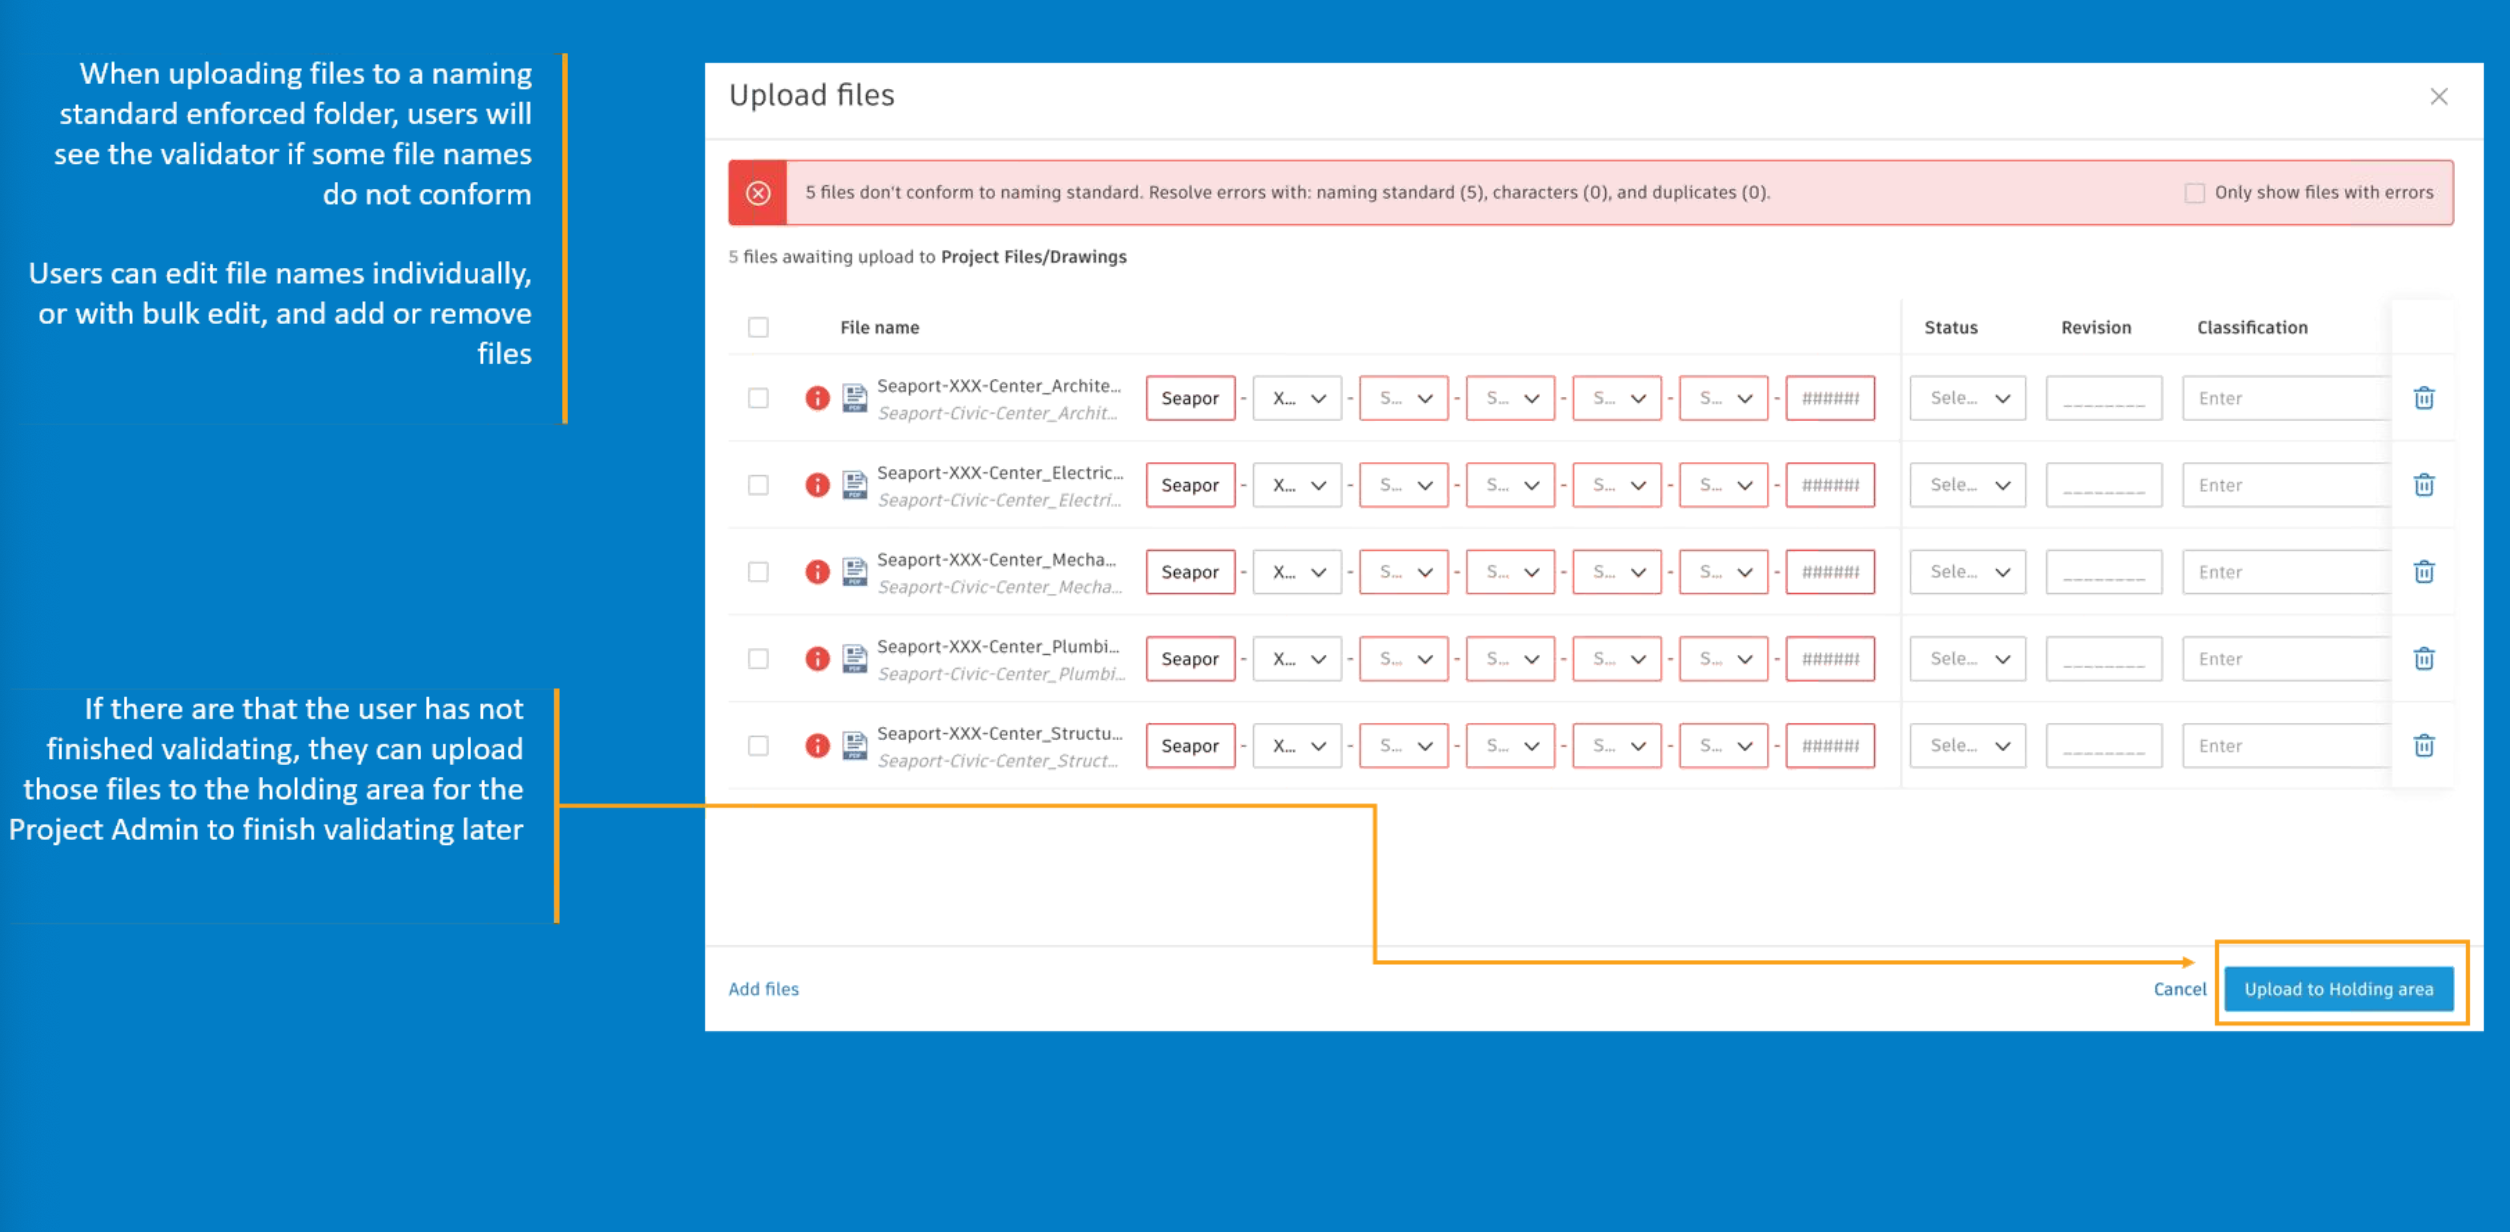 When uploading files to a naming
standard enforced folder, users will
see the validator if some file names
do not conform
Users can edit file names individually,
or with bulk edit, and add or remove
files
If there are that the user has not
finished validating, they can upload
those files to the holding area for the
Project Admin to finish validating later
Upload files
5 files don't conform to naming standard. Resolve errors with: naming standard (5), characters (0), and duplicates (0).
Only show files with errors
5 files awaiting upload to Project Files/Drawings
File name Status Revision Classification
Seaport-XXX-Center_Archite...
Seaport-Civic-Center_Archit...
Seapor - X... - S... - S... - S... - S... - ###### Sele... ________ Enter
Seaport-XXX-Center_Electric...
Seaport-Civic-Center_Electri...
Seapor - X... - S... - S... - S... - S... - ###### Sele... ________ Enter
Seaport-XXX-Center_Mecha...
Seaport-Civic-Center_Mecha...
Seapor - X... - S... - S... - S... - S... - ###### Sele... ________ Enter
Seaport-XXX-Center_Plumbi...
Seaport-Civic-Center_Plumbi...
Seapor - X... - S... - S... - S... - S... - ###### Sele... ________ Enter
Seaport-XXX-Center_Structu...
Seaport-Civic-Center_Struct...
Seapor - X... - S... - S... - S... - S... - ###### Sele... ________ Enter
Add files
Cancel
Upload to Holding area